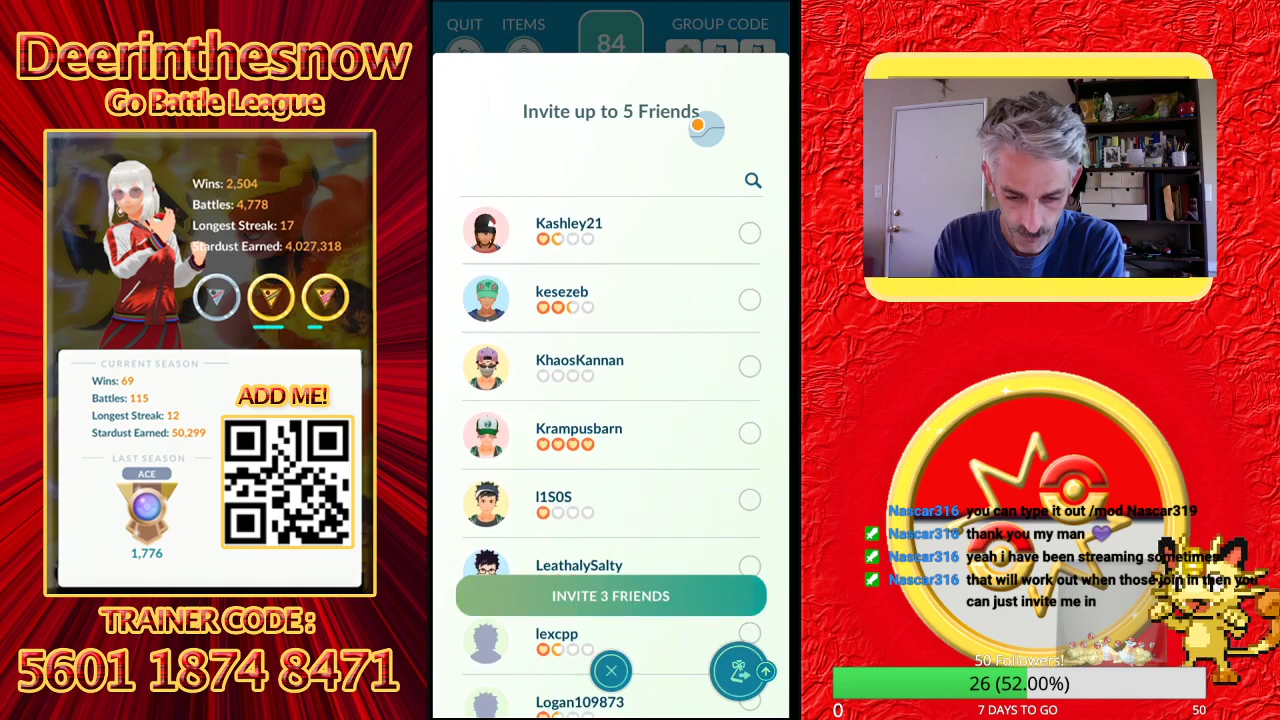 Deerinthesnow
Go Battle League
Wins: 2,504
Battles: 4,778
Longest Streak: 17
Stardust Earned: 4,027,318
CURRENT SEASON
Wins: 69
Battles: 115
Longest Streak: 12
Stardust Earned: 50,299
LAST SEASON
ACE
1,776
ADD ME!
TRAINER CODE:
5601 1874 8471
QUIT
ITEMS
84
GROUP CODE
Invite up to 5 Friends
Kashley21
kesezeb
KhaosKannan
Krampusbarn
l1S0S
LeathalySalty
INVITE 3 FRIENDS
lexcpp
Logan109873
Nascar316 you can type it out /mod Nascar319
Nascar316 thank you my man
Nascar316 yeah i have been streaming sometimes
Nascar316 that will work out when those join in then you
can just invite me in
50 Followers!
26 (52.00%)
0
7 DAYS TO GO
50